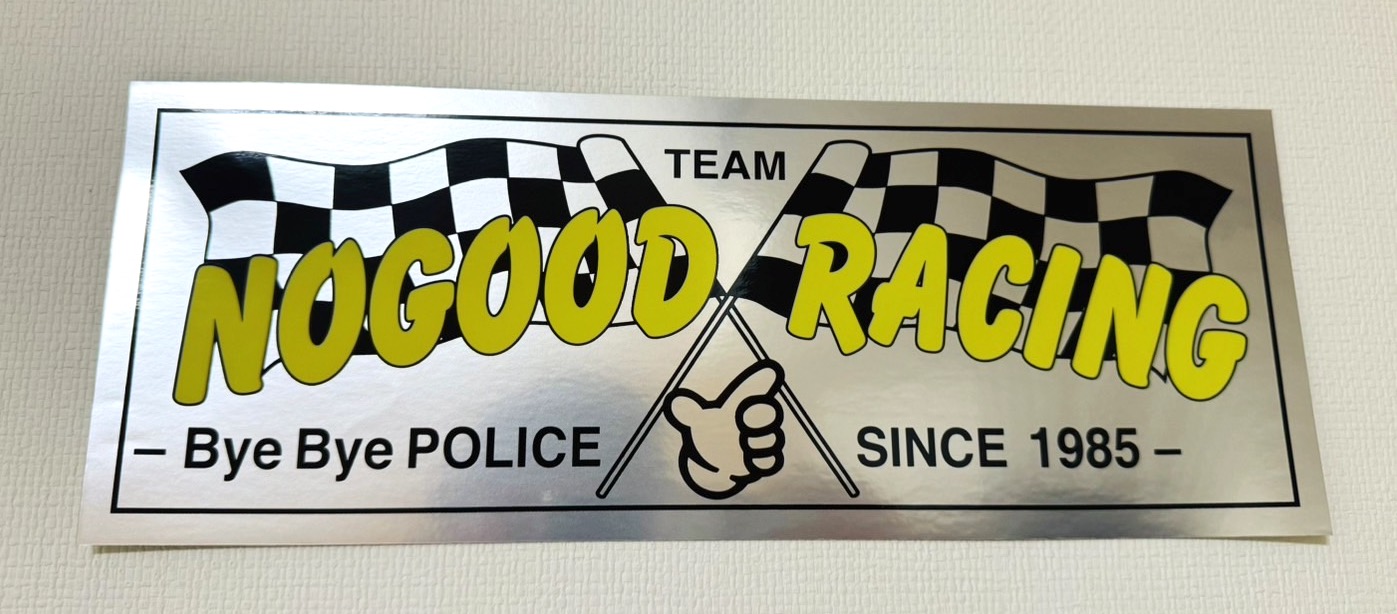 TEAM
NOGOOD RACING
– Bye Bye POLICE SINCE 1985 –